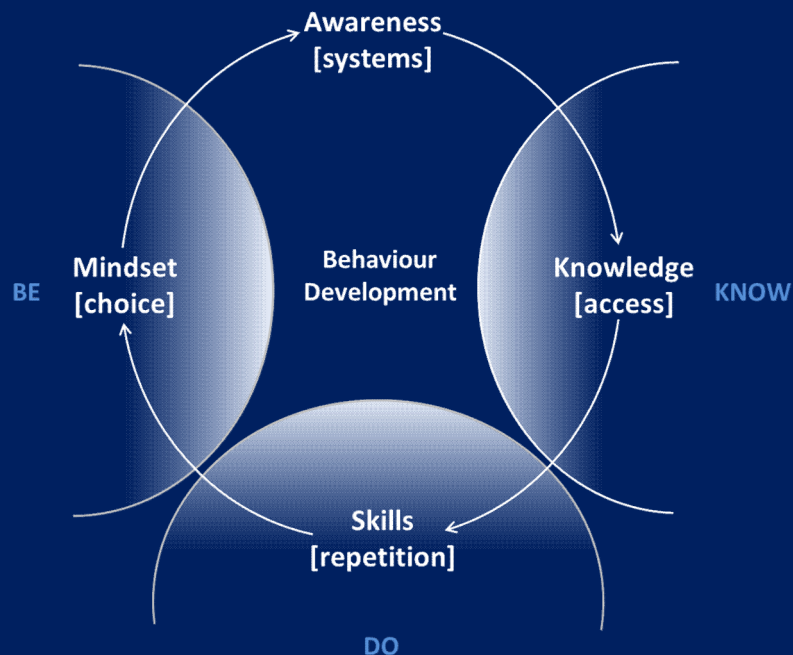 Awareness
[systems]
BE
Mindset
[choice]
Behaviour
Development
Knowledge
[access]
KNOW
Skills
[repetition]
DO